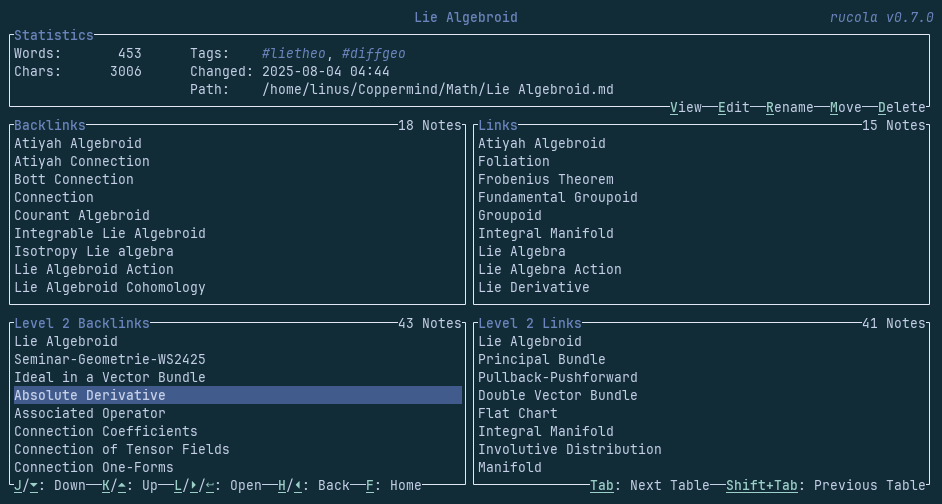 Lie Algebroid rucola v0.7.0
Statistics
Words: 453 Tags: #lietheo, #diffgeo
Chars: 3006 Changed: 2025-08-04 04:44
Path: /home/linus/Coppermind/Math/Lie Algebroid.md
View Edit Rename Move Delete
Backlinks 18 Notes
Atiyah Algebroid
Atiyah Connection
Bott Connection
Connection
Courant Algebroid
Integrable Lie Algebroid
Isotropy Lie algebra
Lie Algebroid Action
Lie Algebroid Cohomology
Links 15 Notes
Atiyah Algebroid
Foliation
Frobenius Theorem
Fundamental Groupoid
Groupoid
Integral Manifold
Lie Algebra
Lie Algebra Action
Lie Derivative
Level 2 Backlinks 43 Notes
Lie Algebroid
Seminar-Geometrie-WS2425
Ideal in a Vector Bundle
Absolute Derivative
Associated Operator
Connection Coefficients
Connection of Tensor Fields
Connection One-Forms
J/▾: Down K/▴: Up L/▸/↩: Open H/◂: Back F: Home
Level 2 Links 41 Notes
Lie Algebroid
Principal Bundle
Pullback-Pushforward
Double Vector Bundle
Flat Chart
Integral Manifold
Involutive Distribution
Manifold
Tab: Next Table Shift+Tab: Previous Table